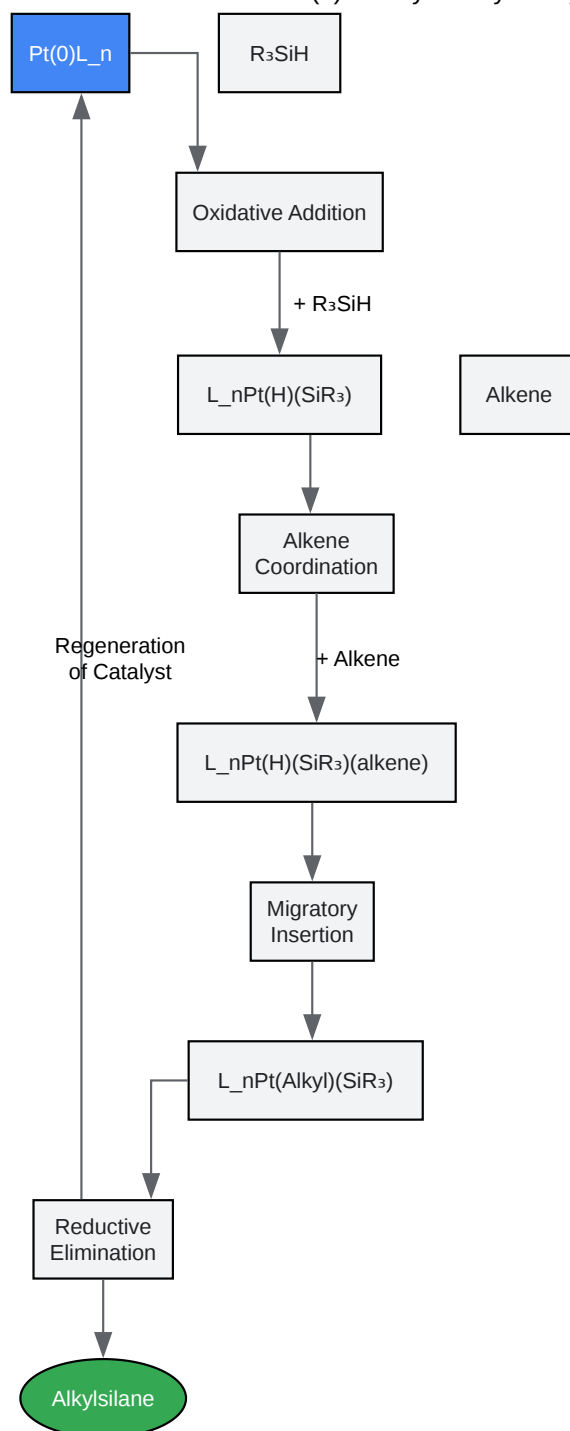 Pt(0)L_n
R₃SiH
Oxidative Addition
+ R₃SiH
L_nPt(H)(SiR₃)
Alkene
Alkene
Coordination
Regeneration
of Catalyst
+ Alkene
L_nPt(H)(SiR₃)(alkene)
Migratory
Insertion
L_nPt(Alkyl)(SiR₃)
Reductive
Elimination
Alkylsilane